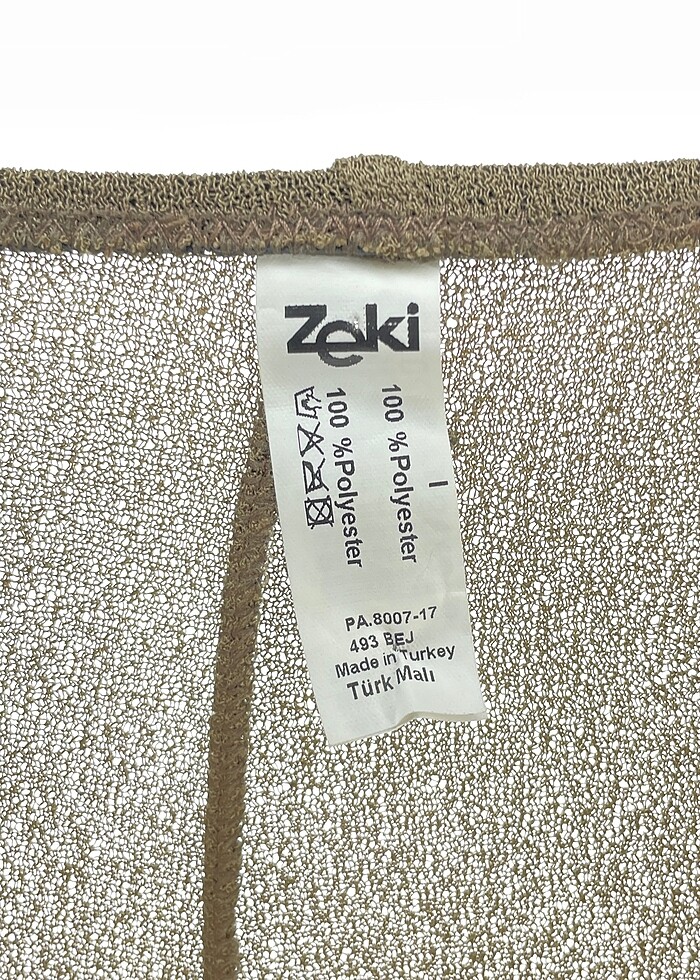 Zeki
100 %Polyester
100 %Polyester
PA.8007-17
493 BEJ
Made in Turkey
Türk Malı